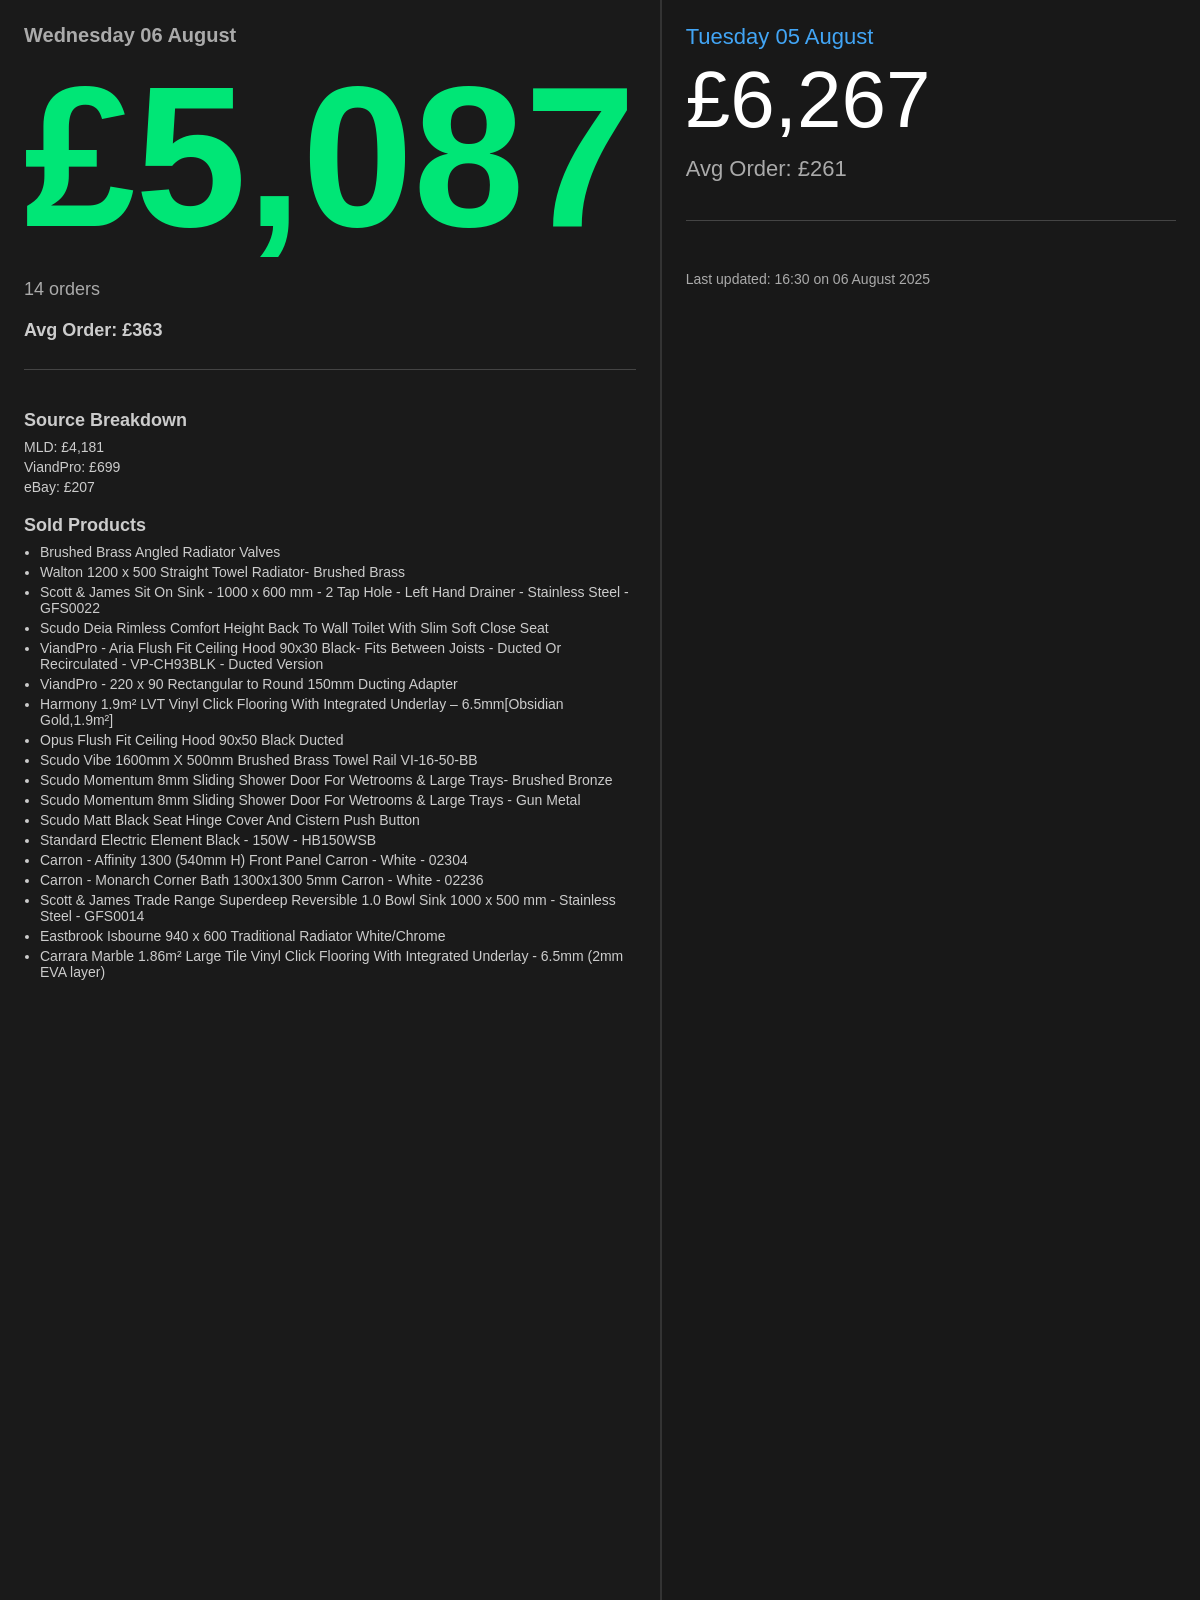 Wednesday 06 August
£5,087
14 orders
Avg Order: £363
Source Breakdown
MLD: £4,181
ViandPro: £699
eBay: £207
Sold Products
• Brushed Brass Angled Radiator Valves
• Walton 1200 x 500 Straight Towel Radiator- Brushed Brass
• Scott & James Sit On Sink - 1000 x 600 mm - 2 Tap Hole - Left Hand Drainer - Stainless Steel -
GFS0022
• Scudo Deia Rimless Comfort Height Back To Wall Toilet With Slim Soft Close Seat
• ViandPro - Aria Flush Fit Ceiling Hood 90x30 Black- Fits Between Joists - Ducted Or
Recirculated - VP-CH93BLK - Ducted Version
• ViandPro - 220 x 90 Rectangular to Round 150mm Ducting Adapter
• Harmony 1.9m² LVT Vinyl Click Flooring With Integrated Underlay – 6.5mm[Obsidian
Gold,1.9m²]
• Opus Flush Fit Ceiling Hood 90x50 Black Ducted
• Scudo Vibe 1600mm X 500mm Brushed Brass Towel Rail VI-16-50-BB
• Scudo Momentum 8mm Sliding Shower Door For Wetrooms & Large Trays- Brushed Bronze
• Scudo Momentum 8mm Sliding Shower Door For Wetrooms & Large Trays - Gun Metal
• Scudo Matt Black Seat Hinge Cover And Cistern Push Button
• Standard Electric Element Black - 150W - HB150WSB
• Carron - Affinity 1300 (540mm H) Front Panel Carron - White - 02304
• Carron - Monarch Corner Bath 1300x1300 5mm Carron - White - 02236
• Scott & James Trade Range Superdeep Reversible 1.0 Bowl Sink 1000 x 500 mm - Stainless
Steel - GFS0014
• Eastbrook Isbourne 940 x 600 Traditional Radiator White/Chrome
• Carrara Marble 1.86m² Large Tile Vinyl Click Flooring With Integrated Underlay - 6.5mm (2mm
EVA layer)
Tuesday 05 August
£6,267
Avg Order: £261
Last updated: 16:30 on 06 August 2025